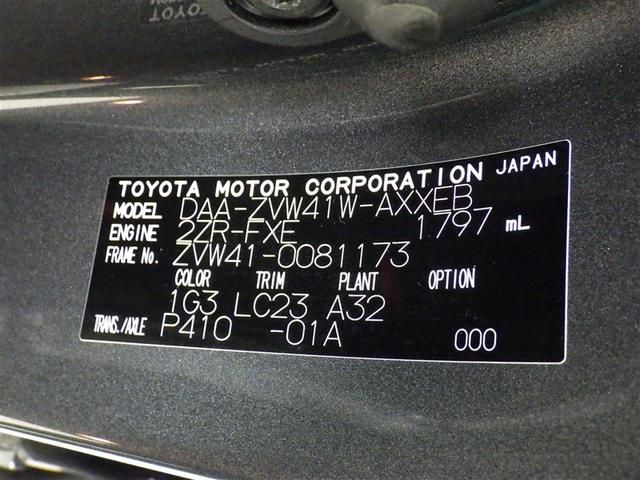 TOYOTA
TOYOTA MOTOR CORPORATION JAPAN
MODEL DAA-ZVW41W-AXXEB
ENGINE 2ZR-FXE 1797 mL
FRAME No. ZVW41-0081173
COLOR TRIM PLANT OPTION
1G3 LC23 A32
TRANS./AXLE P410 -01A 000